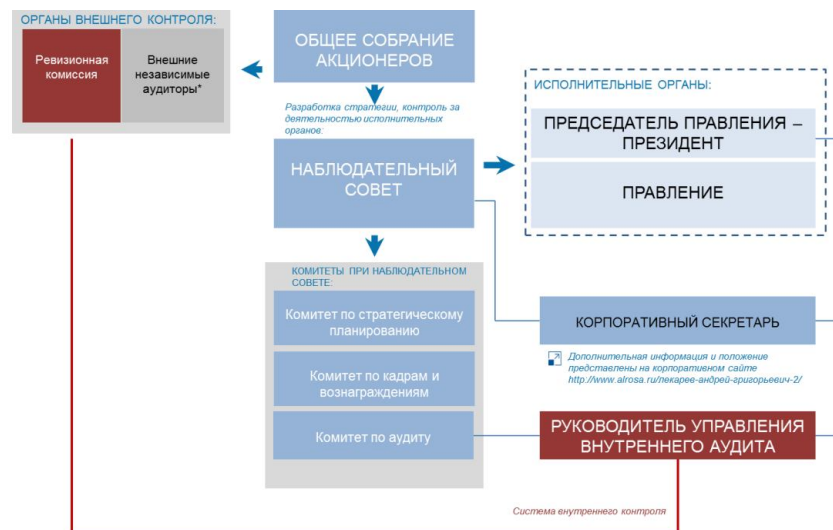 ОРГАНЫ ВНЕШНЕГО КОНТРОЛЯ:
Ревизионная
комиссия
Внешние
независимые
аудиторы*
ОБЩЕЕ СОБРАНИЕ
АКЦИОНЕРОВ
Разработка стратегии, контроль за
деятельностью исполнительных
органов:
НАБЛЮДАТЕЛЬНЫЙ
СОВЕТ
ИСПОЛНИТЕЛЬНЫЕ ОРГАНЫ:
ПРЕДСЕДАТЕЛЬ ПРАВЛЕНИЯ –
ПРЕЗИДЕНТ
ПРАВЛЕНИЕ
КОМИТЕТЫ ПРИ НАБЛЮДАТЕЛЬНОМ
СОВЕТЕ:
Комитет по стратегическому
планированию
Комитет по кадрам и
вознаграждениям
Комитет по аудиту
КОРПОРАТИВНЫЙ СЕКРЕТАРЬ
Дополнительная информация и положение
представлены на корпоративном сайте
http://www.alrosa.ru/лекарев-андрей-григорьевич-2/
РУКОВОДИТЕЛЬ УПРАВЛЕНИЯ
ВНУТРЕННЕГО АУДИТА
Система внутреннего контроля